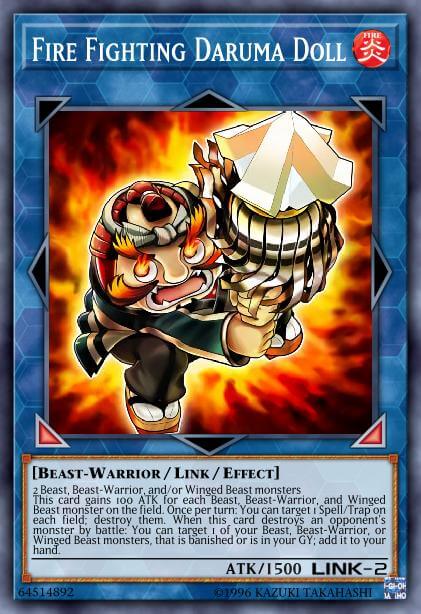 FIRE FIGHTING DARUMA DOLL
FIRE
炎
[BEAST-WARRIOR / LINK / EFFECT]
2 Beast, Beast-Warrior, and/or Winged Beast monsters
This card gains 100 ATK for each Beast, Beast-Warrior, and Winged
Beast monster on the field. Once per turn: You can target 1 Spell/Trap on
each field; destroy them. When this card destroys an opponent's
monster by battle: You can target 1 of your Beast, Beast-Warrior, or
Winged Beast monsters, that is banished or is in your GY; add it to your
hand.
ATK/1500 LINK-2
64514892
©1996 KAZUKI TAKAHASHI